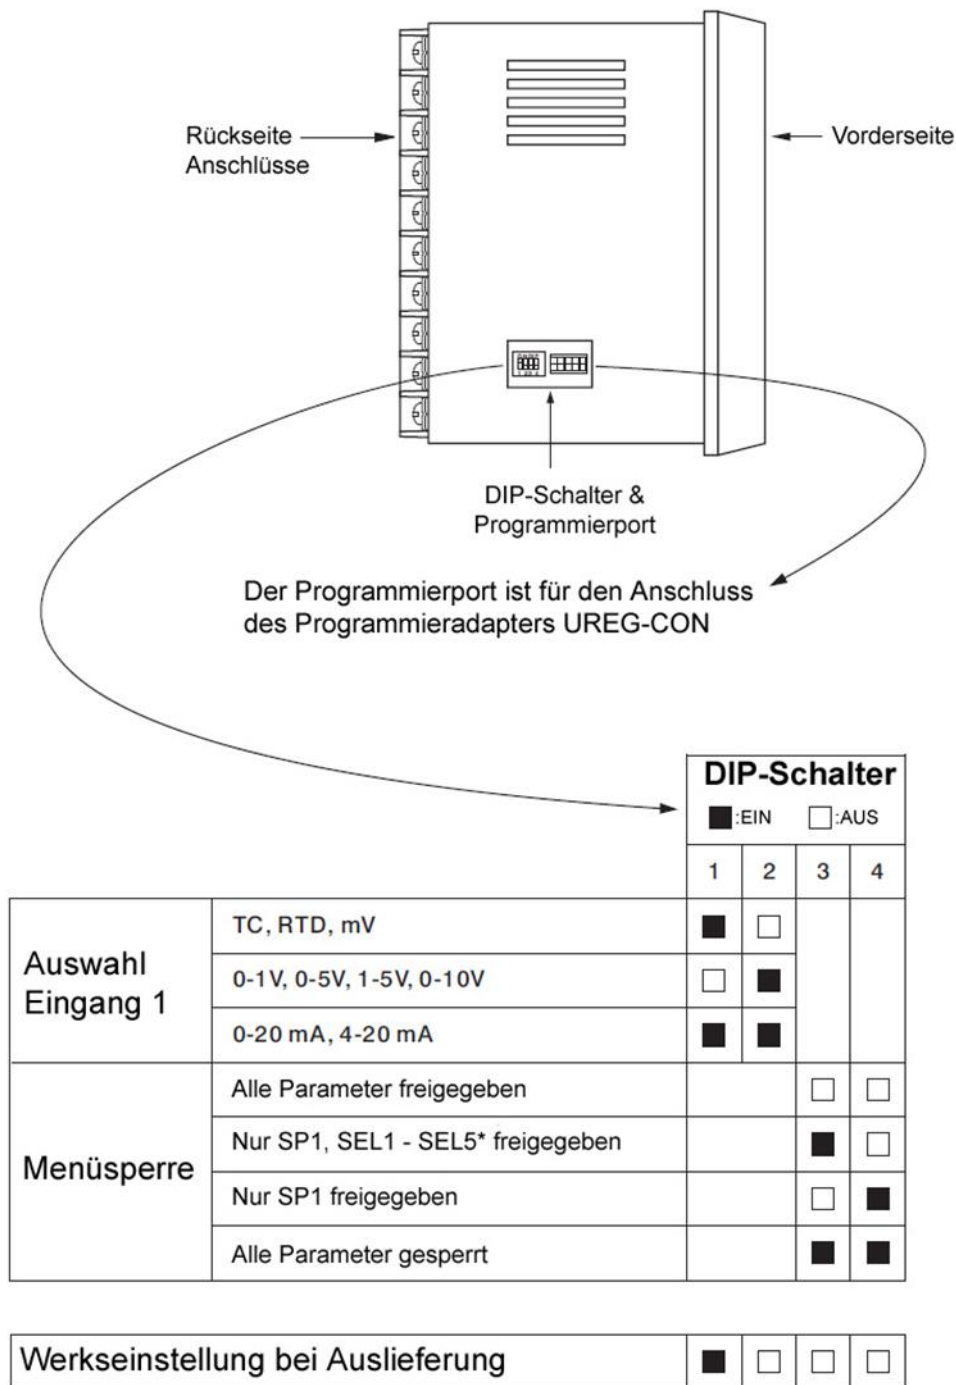 Rückseite
Anschlüsse
Vorderseite
DIP-Schalter &
Programmierport
Der Programmierport ist für den Anschluss
des Programmieradapters UREG-CON
DIP-Schalter
:EIN :AUS
1 2 3 4
Auswahl
Eingang 1
TC, RTD, mV
0-1V, 0-5V, 1-5V, 0-10V
0-20 mA, 4-20 mA
Menüsperre
Alle Parameter freigegeben
Nur SP1, SEL1 - SEL5* freigegeben
Nur SP1 freigegeben
Alle Parameter gesperrt
Werkseinstellung bei Auslieferung